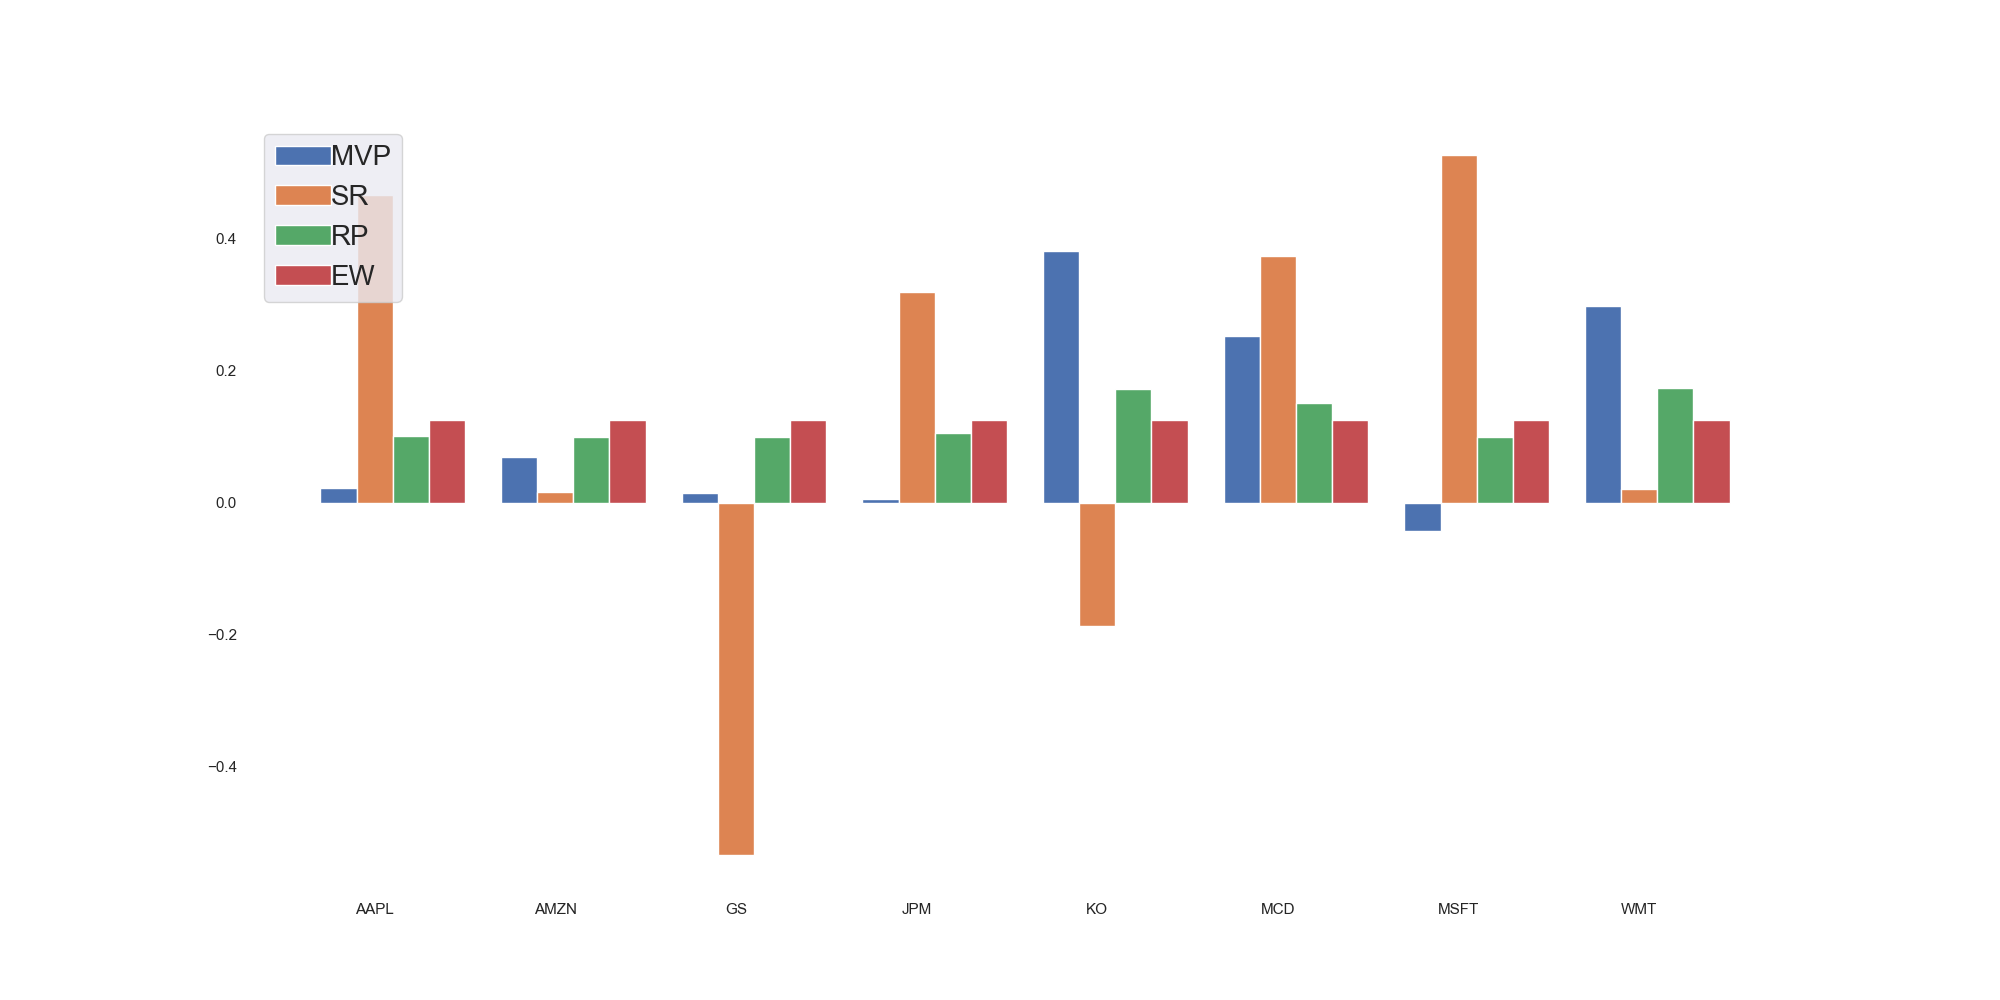 MVP
SR
RP
EW
0.4
0.2
0.0
−0.2
−0.4
AAPL AMZN GS JPM KO MCD MSFT WMT